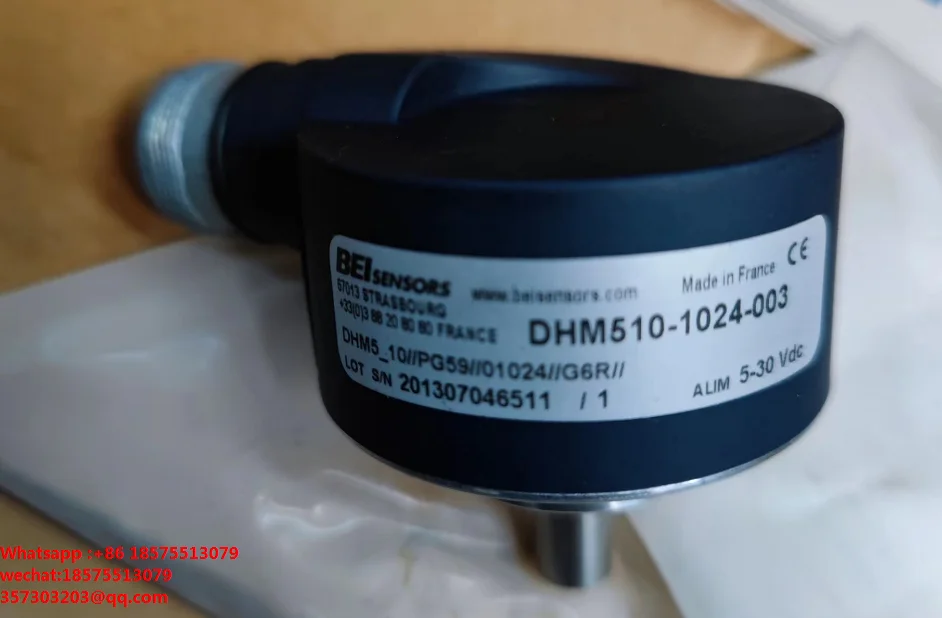 BEI SENSORS
67013 STRASBOURG
+33(0)3 88 20 80 80 FRANCE
www.beisensors.com
Made in France CE
DHM510-1024-003
DHM5_10//PG59//01024//G6R//
LOT S/N 201307046511 / 1
ALIM 5-30 Vdc
Whatsapp :+86 18575513079
wechat:18575513079
357303203@qq.com